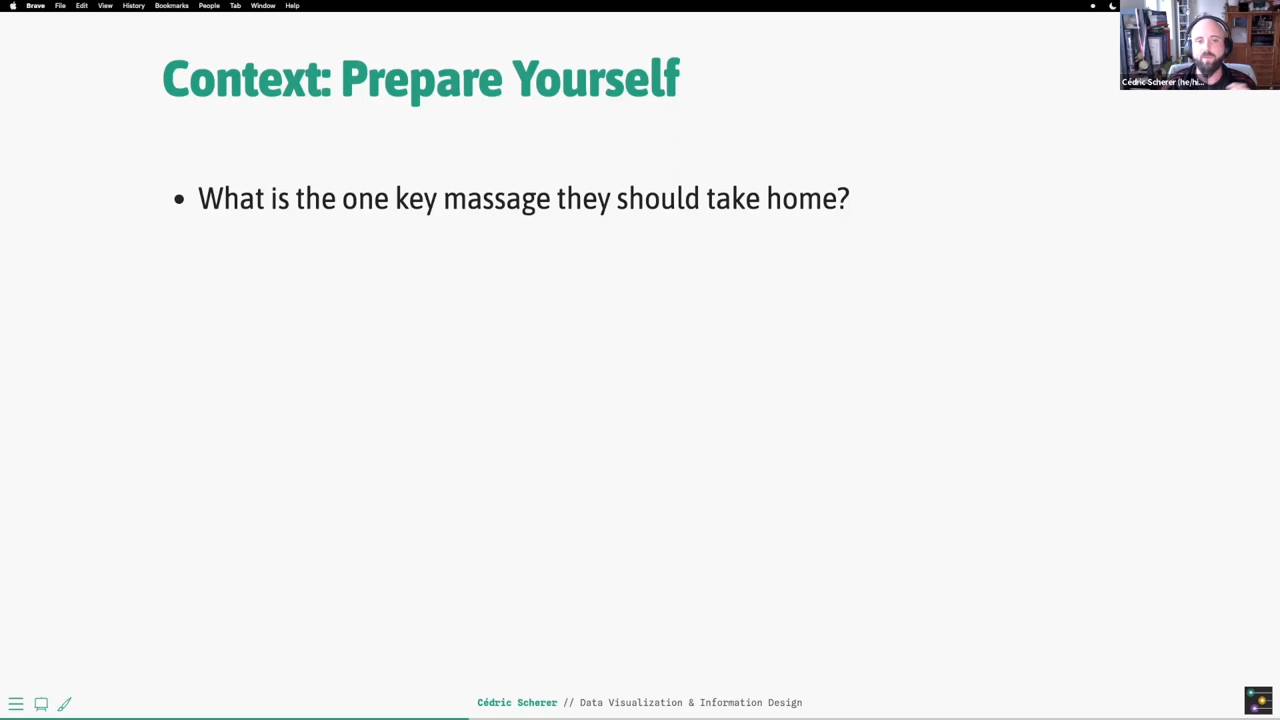 Brave File Edit View History Bookmarks People Tab Window Help
Cédric Scherer (he/hi...
Context: Prepare Yourself
• What is the one key massage they should take home?
Cédric Scherer // Data Visualization & Information Design